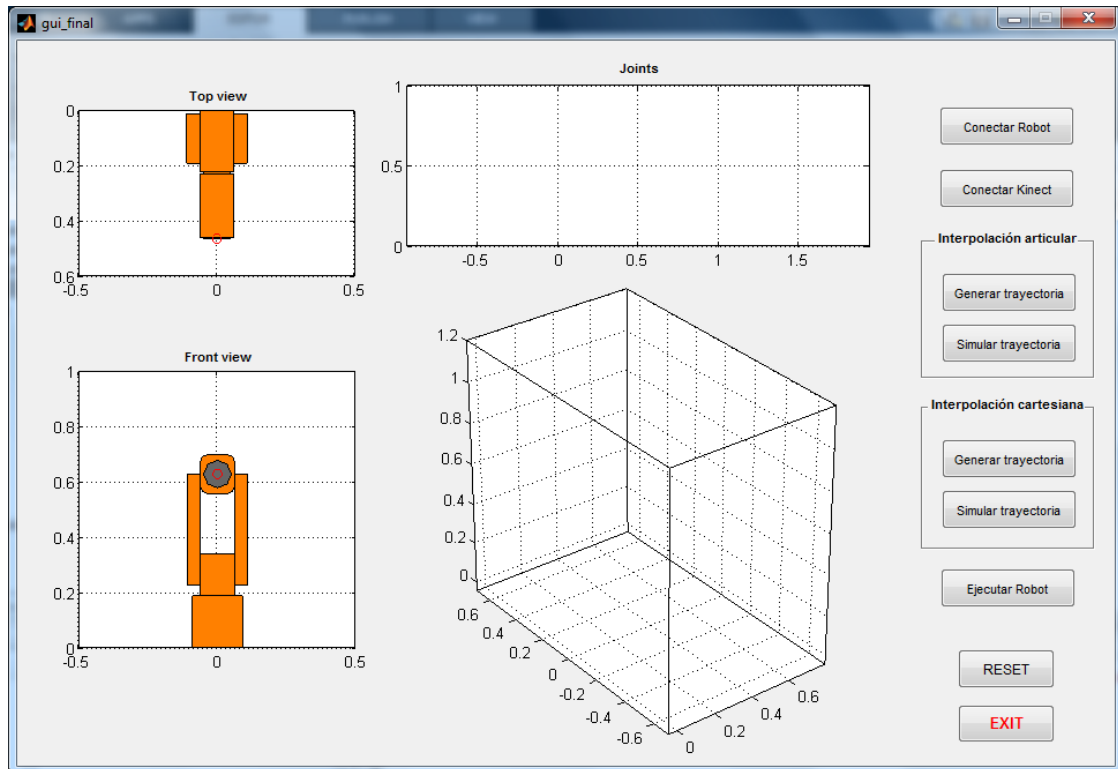 gui_final
Top view
0
0.2
0.4
0.6
-0.5
0
0.5
Joints
1
0.5
0
-0.5
0
0.5
1
1.5
Conectar Robot
Conectar Kinect
Interpolación articular
Generar trayectoria
Simular trayectoria
Front view
1
0.8
0.6
0.4
0.2
0
-0.5
0
0.5
1.2
1
0.8
0.6
0.4
0.2
0
0.6
0.4
0.2
0
-0.2
-0.4
-0.6
0
0.2
0.4
0.6
Interpolación cartesiana
Generar trayectoria
Simular trayectoria
Ejecutar Robot
RESET
EXIT